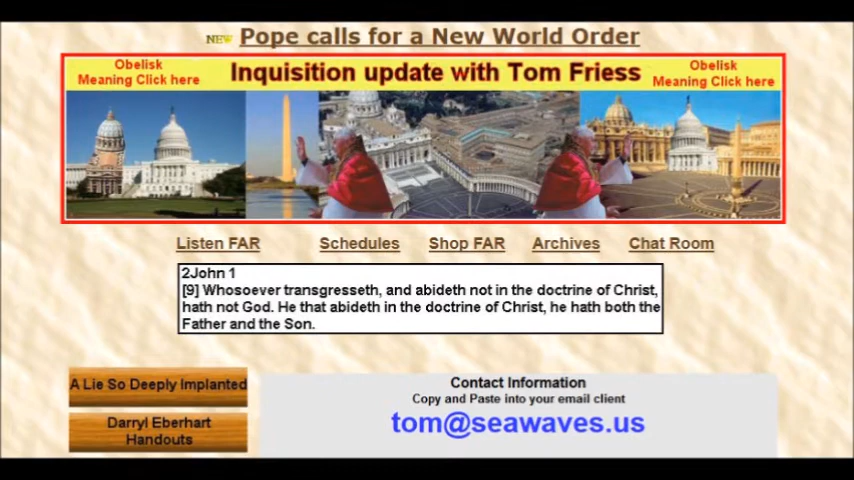 NEW Pope calls for a New World Order
Obelisk
Meaning Click here
Inquisition update with Tom Friess
Obelisk
Meaning Click here
Listen FAR
Schedules
Shop FAR
Archives
Chat Room
2John 1
[9] Whosoever transgresseth, and abideth not in the doctrine of Christ,
hath not God. He that abideth in the doctrine of Christ, he hath both the
Father and the Son.
A Lie So Deeply Implanted
Darryl Eberhart
Handouts
Contact Information
Copy and Paste into your email client
tom@seawaves.us